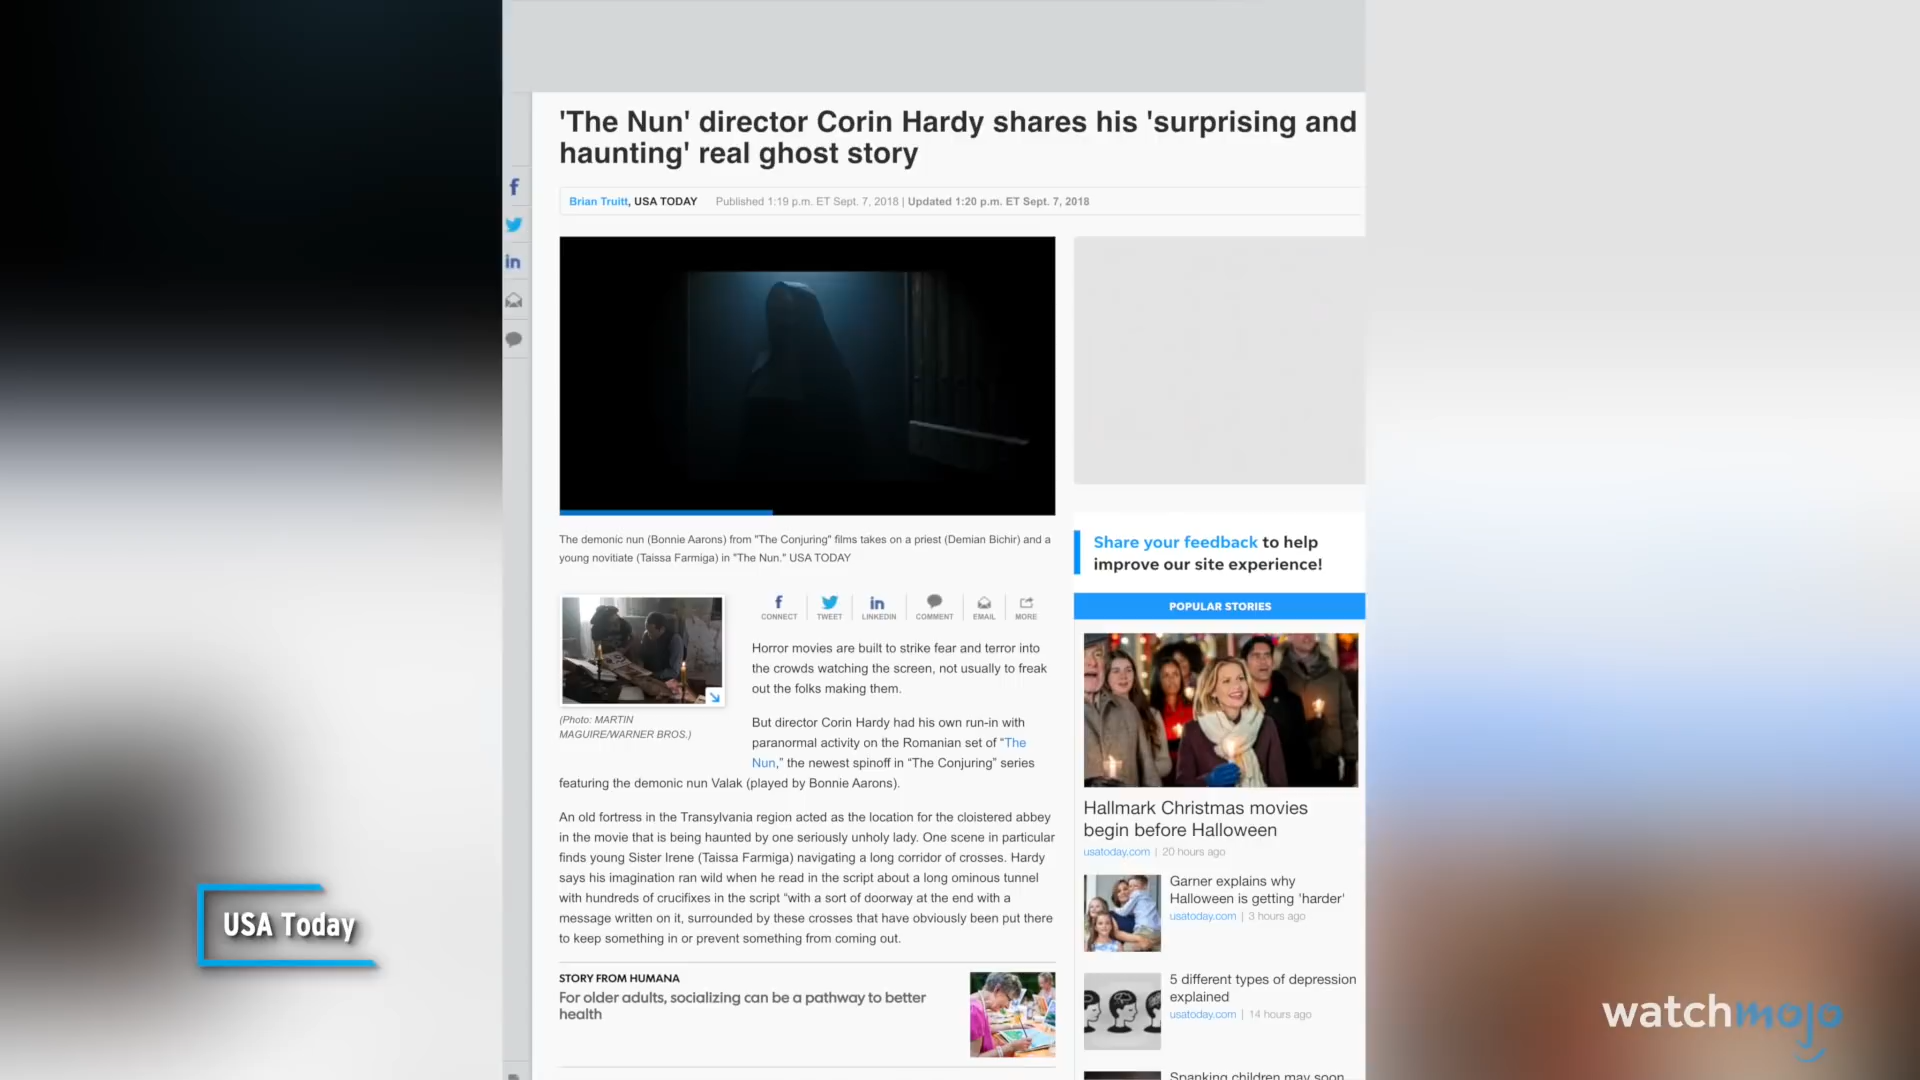 'The Nun' director Corin Hardy shares his 'surprising and
haunting' real ghost story
Brian Truitt, USA TODAY Published 1:19 p.m. ET Sept. 7, 2018 | Updated 1:20 p.m. ET Sept. 7, 2018
The demonic nun (Bonnie Aarons) from "The Conjuring" films takes on a priest (Demian Bichir) and a
young novitiate (Taissa Farmiga) in "The Nun." USA TODAY
CONNECT TWEET LINKEDIN COMMENT EMAIL MORE
(Photo: MARTIN
MAGUIRE/WARNER BROS.)
Horror movies are built to strike fear and terror into
the crowds watching the screen, not usually to freak
out the folks making them.
But director Corin Hardy had his own run-in with
paranormal activity on the Romanian set of “The
Nun,” the newest spinoff in “The Conjuring” series
featuring the demonic nun Valak (played by Bonnie Aarons).
An old fortress in the Transylvania region acted as the location for the cloistered abbey
in the movie that is being haunted by one seriously unholy lady. One scene in particular
finds young Sister Irene (Taissa Farmiga) navigating a long corridor of crosses. Hardy
says his imagination ran wild when he read in the script about a long ominous tunnel
with hundreds of crucifixes in the script “with a sort of doorway at the end with a
message written on it, surrounded by these crosses that have obviously been put there
to keep something in or prevent something from coming out.
STORY FROM HUMANA
For older adults, socializing can be a pathway to better
health
Share your feedback to help
improve our site experience!
POPULAR STORIES
Hallmark Christmas movies
begin before Halloween
usatoday.com | 20 hours ago
Garner explains why
Halloween is getting 'harder'
usatoday.com | 3 hours ago
5 different types of depression
explained
usatoday.com | 14 hours ago
Spanking children may soon
USA Today
watchmojo